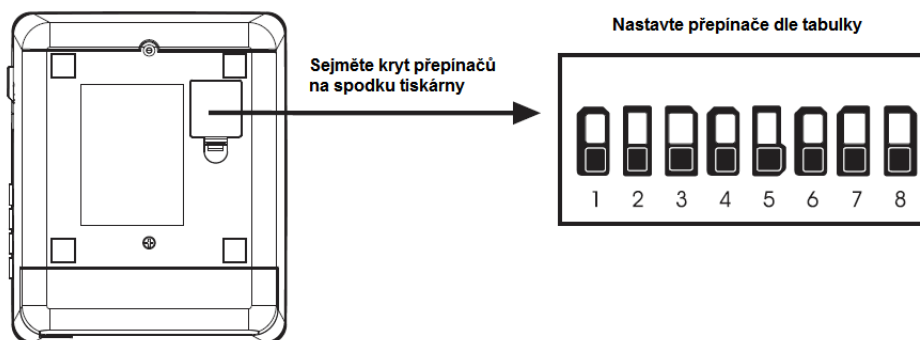 Nastavte přepínače dle tabulky
Sejměte kryt přepínačů
na spodku tiskárny
1 2 3 4 5 6 7 8